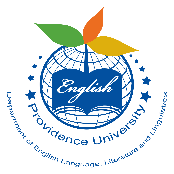 English
Providence University
Department of English Language, Literature and Linguistics